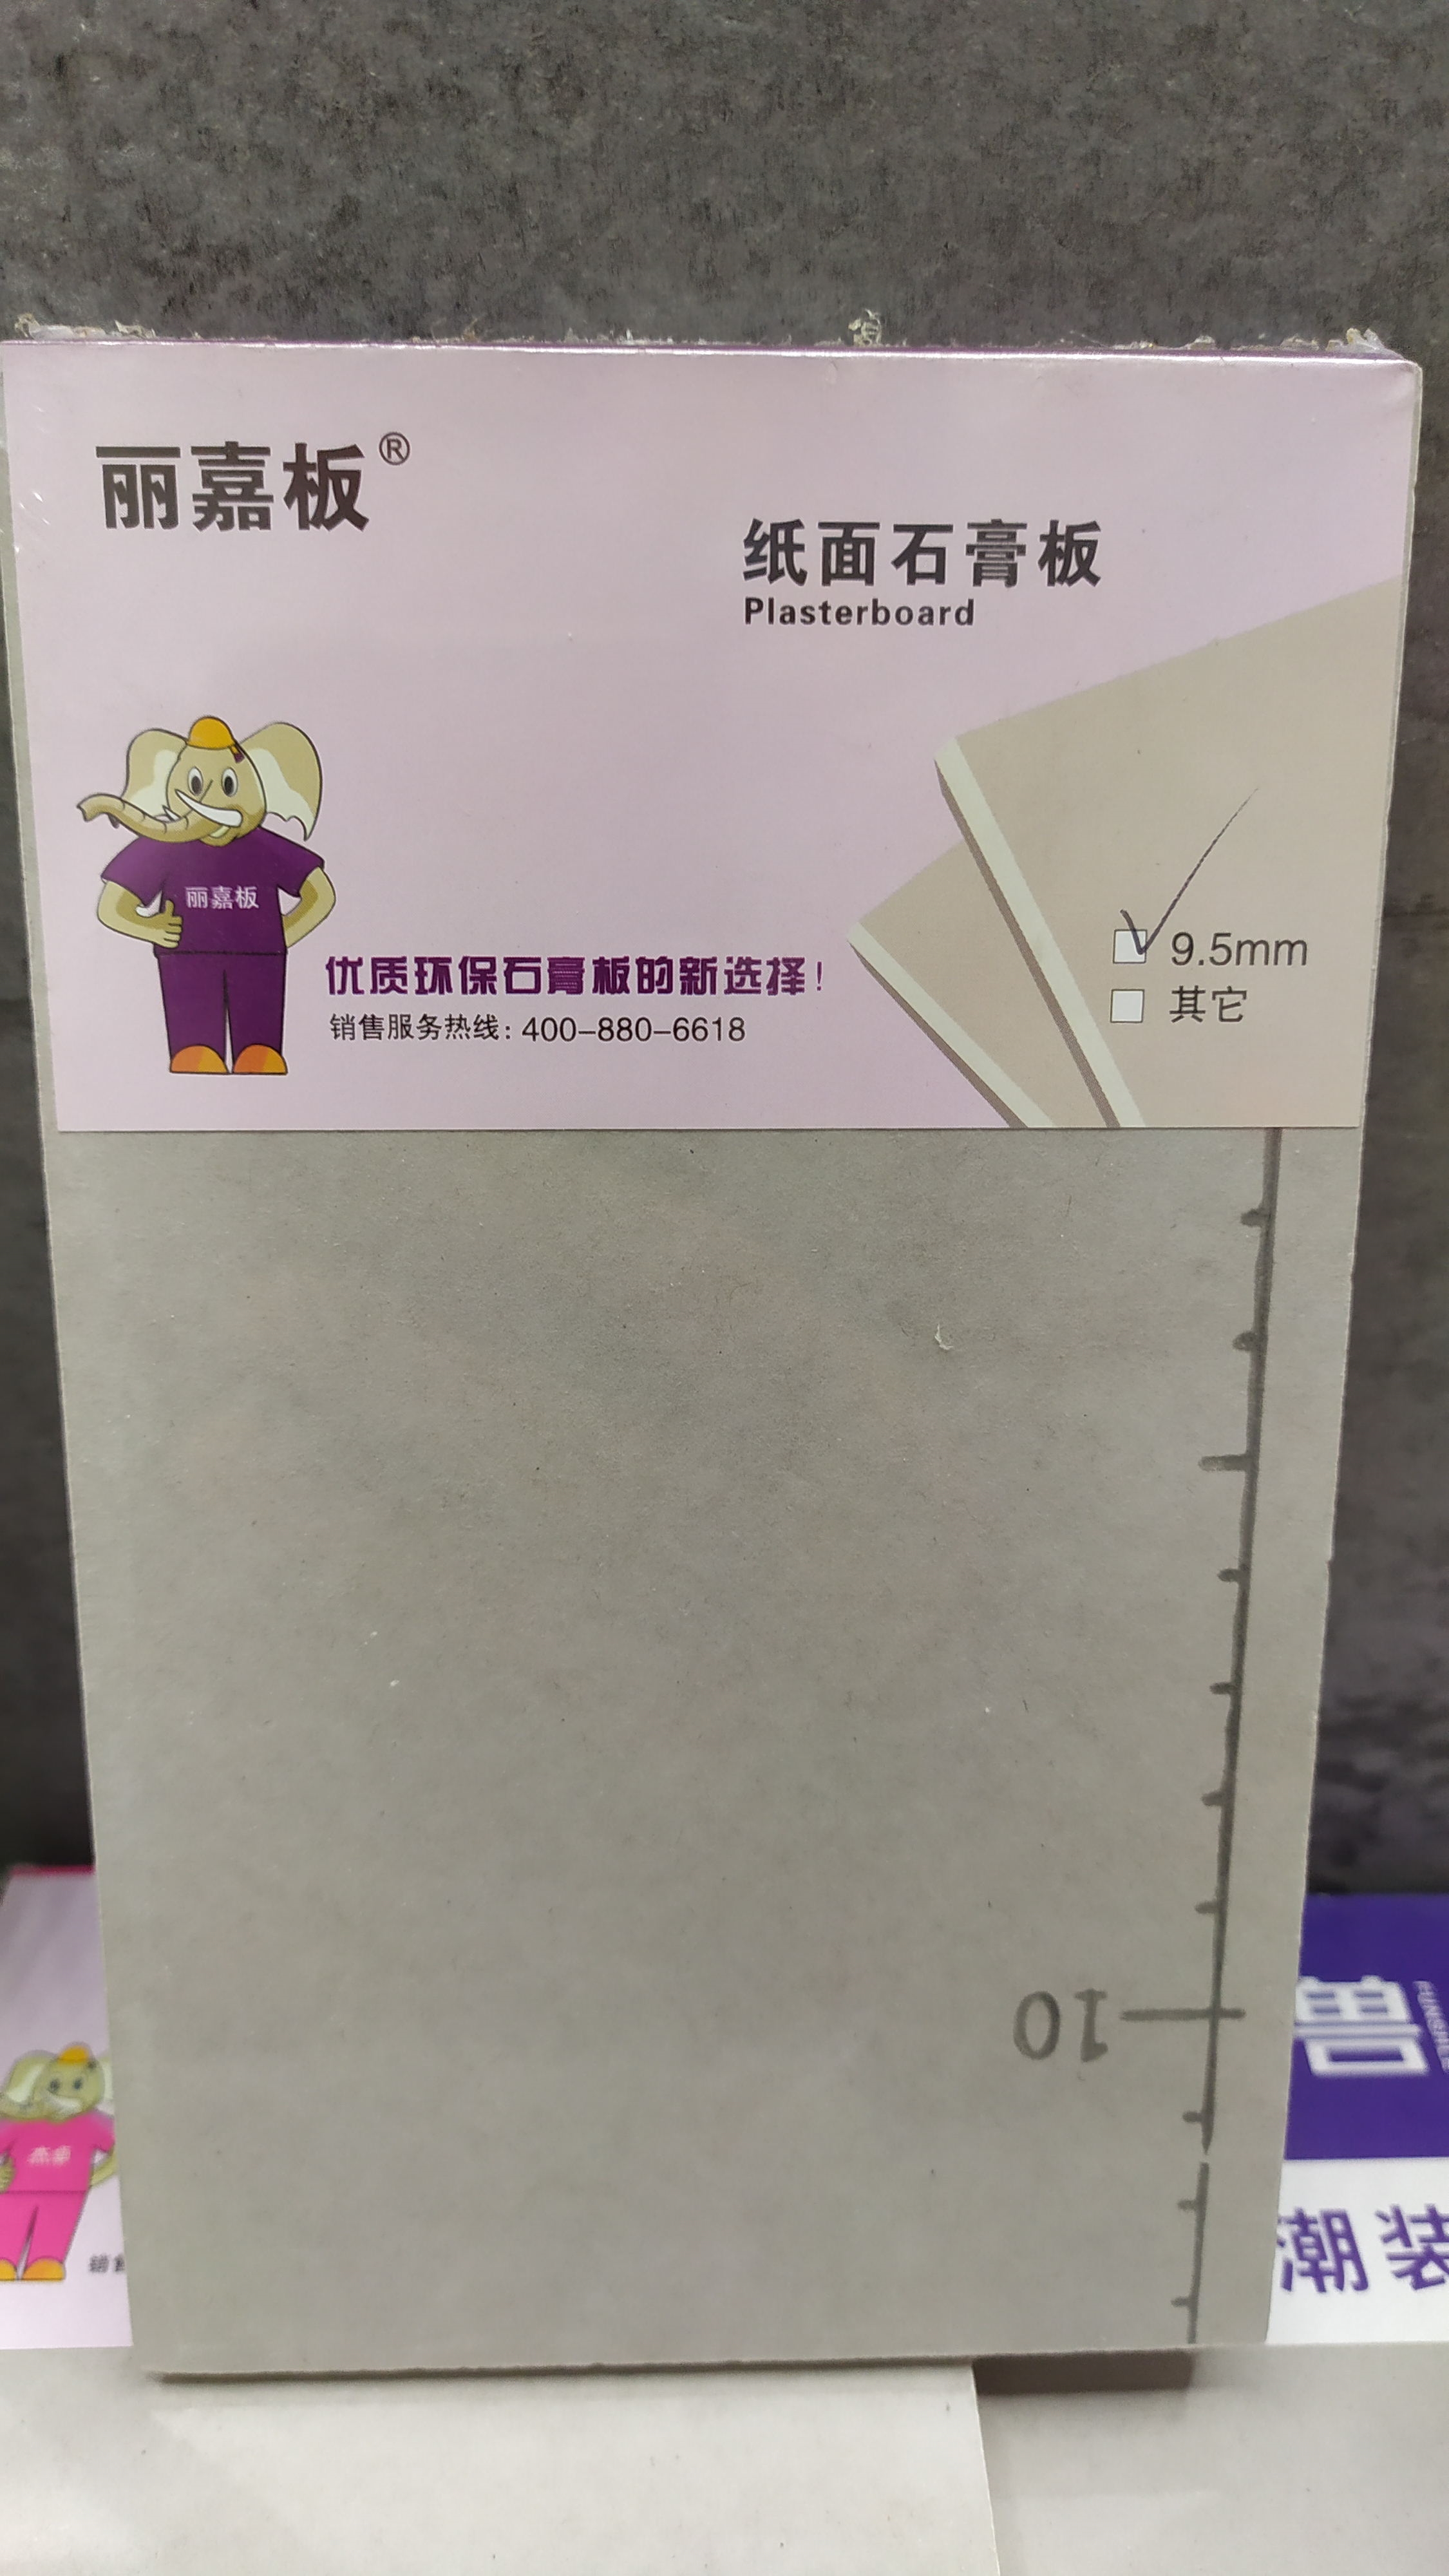 丽嘉板®
纸面石膏板
Plasterboard
丽嘉板
优质环保石膏板的新选择!
销售服务热线: 400-880-6618
9.5mm
其它
10
兽
潮装